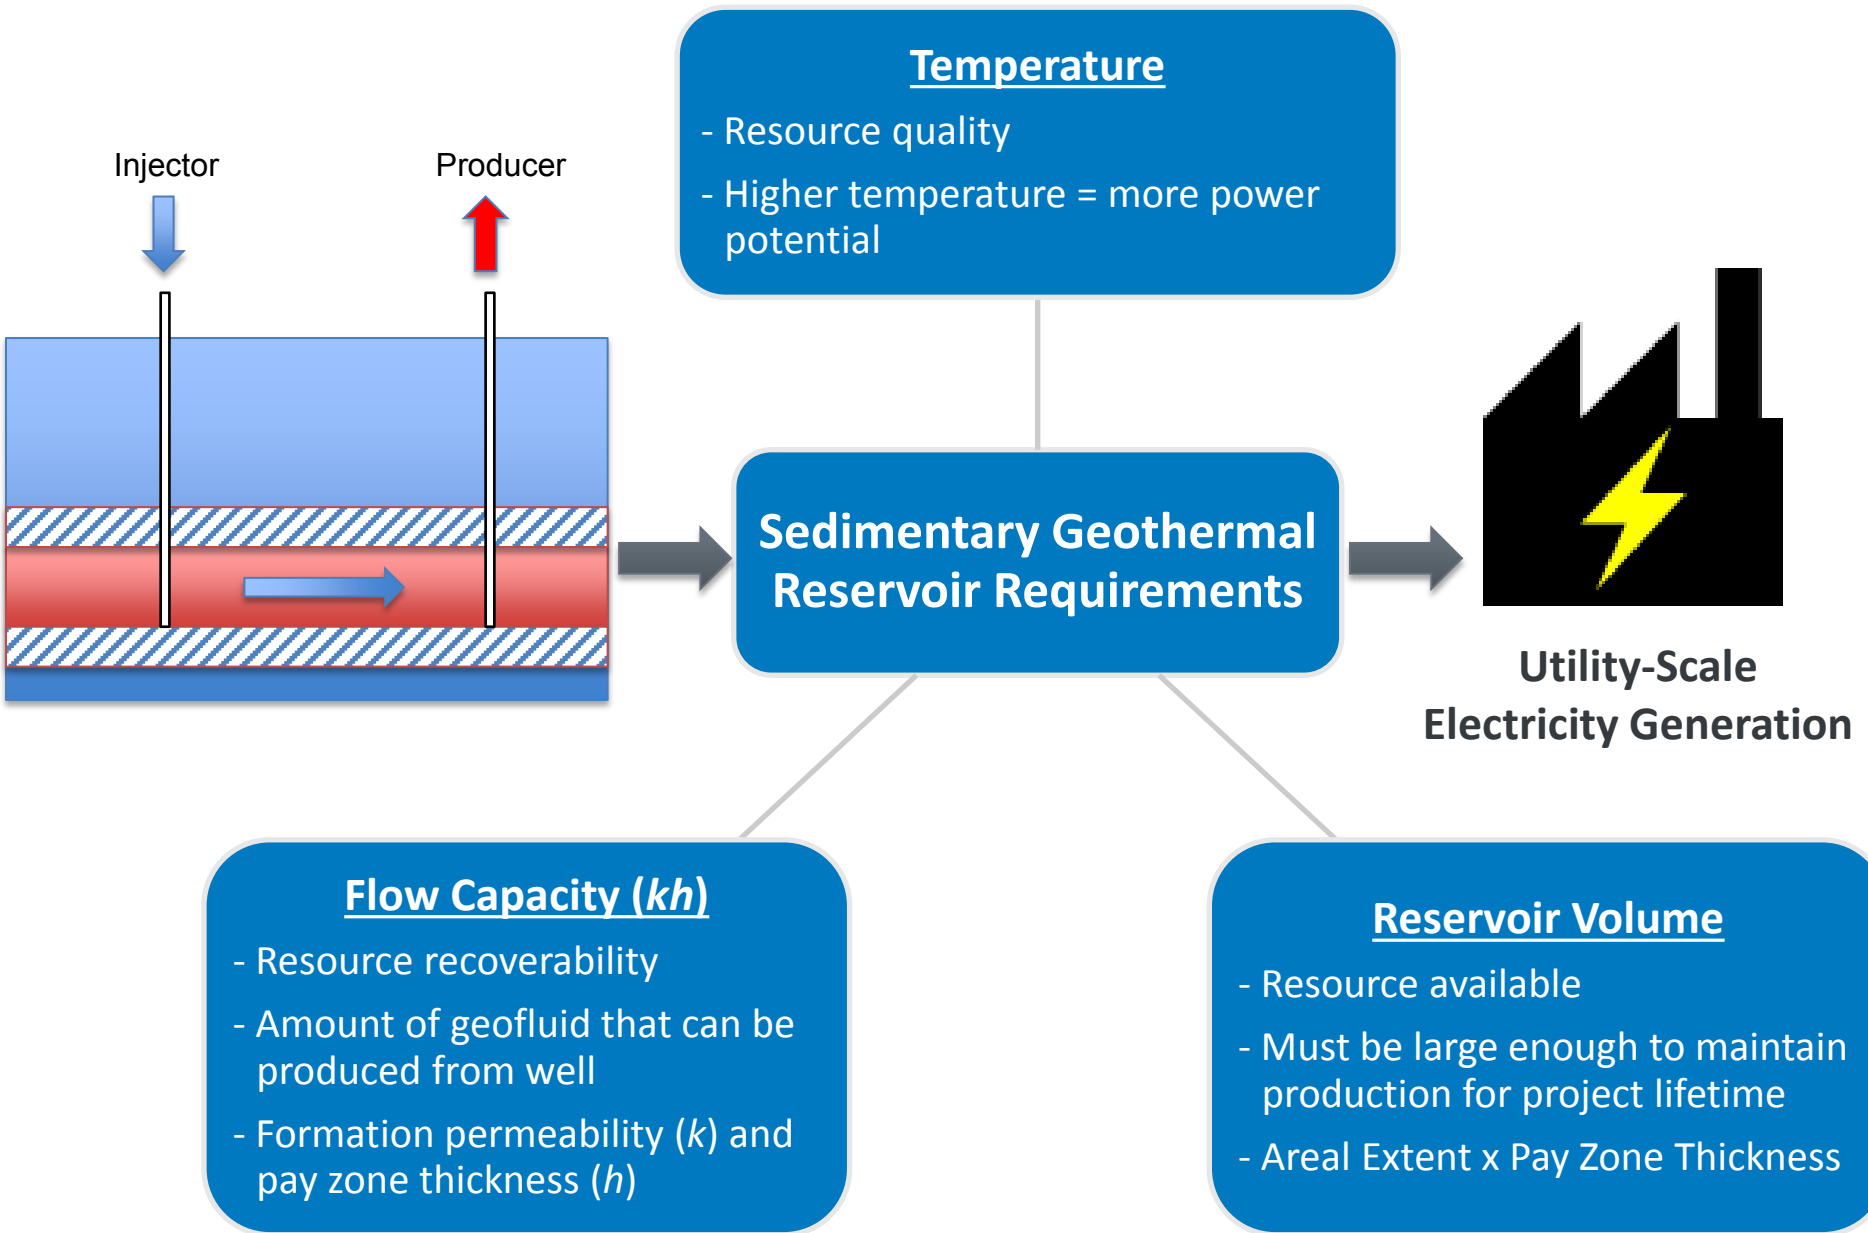 Temperature
- Resource quality
- Higher temperature = more power
potential
Injector
Producer
Sedimentary Geothermal
Reservoir Requirements
Utility-Scale
Electricity Generation
Flow Capacity (kh)
- Resource recoverability
- Amount of geofluid that can be
produced from well
- Formation permeability (k) and
pay zone thickness (h)
Reservoir Volume
- Resource available
- Must be large enough to maintain
production for project lifetime
- Areal Extent x Pay Zone Thickness